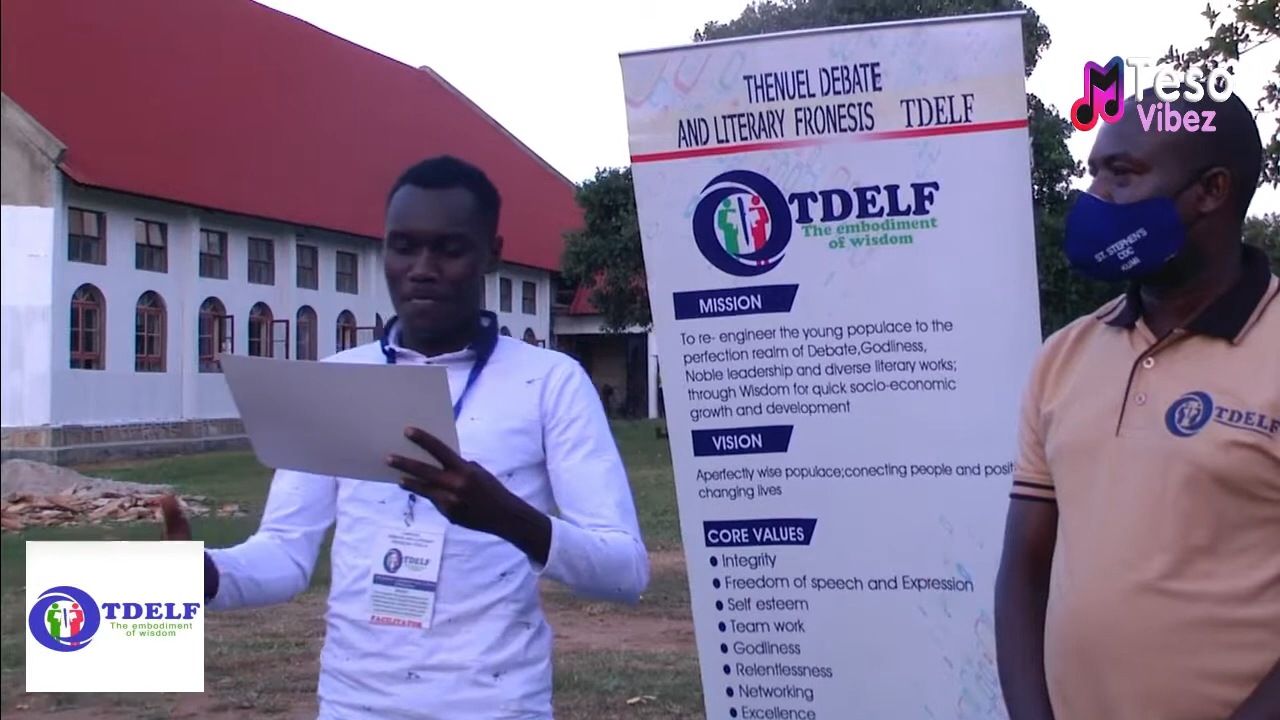 THENUEL DEBATE
AND LITERARY FRONESIS TDELF
TDELF
The embodiment
of wisdom
MISSION
To re- engineer the young populace to the
perfection realm of Debate,Godliness,
Noble leadership and diverse literary works;
through Wisdom for quick socio-economic
growth and development
VISION
Aperfectly wise populace;conecting people and posit
changing lives
CORE VALUES
Integrity
Freedom of speech and Expression
Self esteem
Team work
Godliness
Relentlessness
Networking
Excellence
Teso
Vibez
ST. STEPHEN'S
CDC
KUMI
TDELF
TDELF
FACILITATOR
TDELF
The embodiment
of wisdom